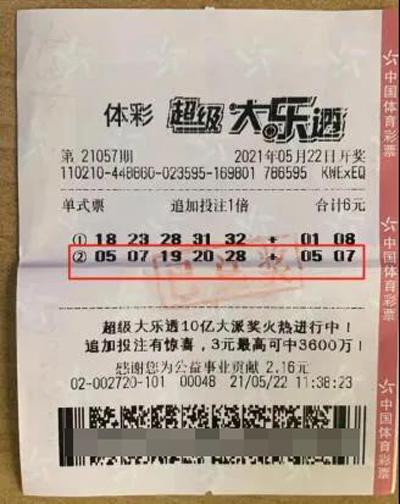 体彩 超级大乐透
第 21057期 2021年05月22日开奖
110210-448660-023595-169801 786595 KWExEQ
单式票 追加投注1倍 合计6元
① 18 23 28 31 32 + 01 08
② 05 07 19 20 28 + 05 07
超级大乐透10亿大派奖火热进行中！
追加投注有惊喜，3元最高可中3600万！
感谢您为公益事业贡献 2.16元
02-002720-101 00048 21/05/22 11:38:23
中国体育彩票
中国体育彩票
中国体育彩票